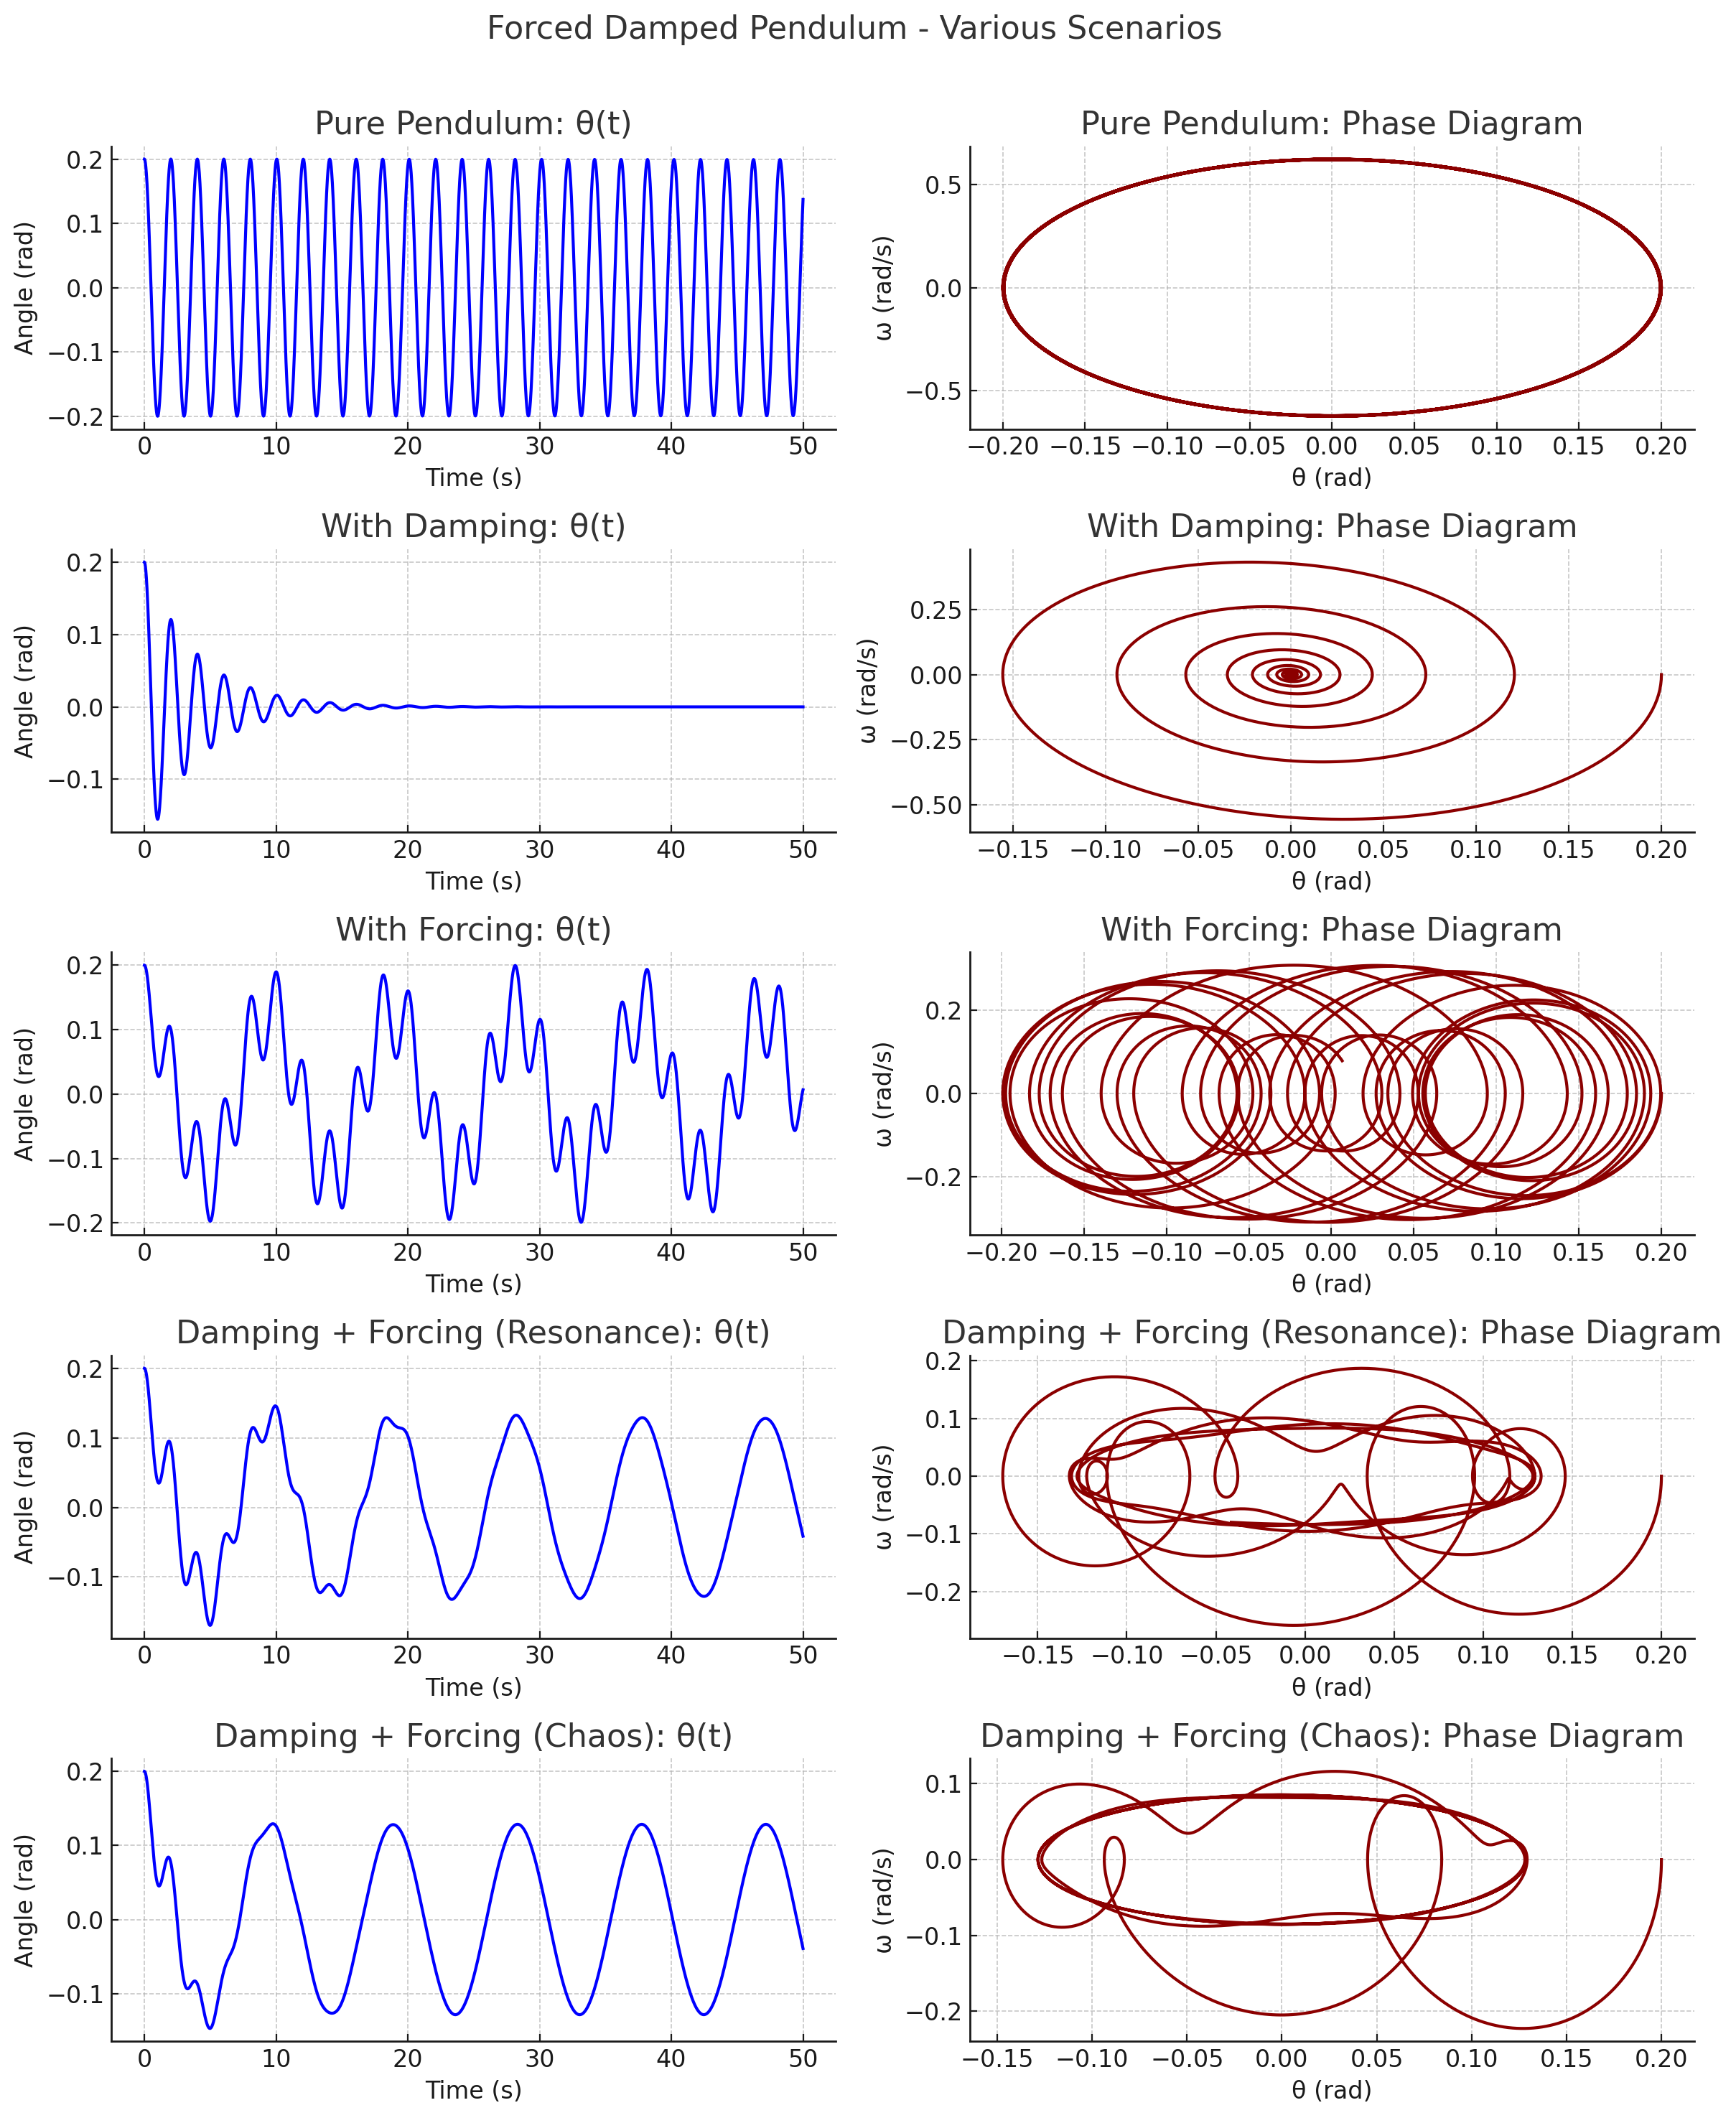 Forced Damped Pendulum - Various Scenarios
Pure Pendulum: θ(t)
Angle (rad)
0.2
0.1
0.0
−0.1
−0.2
0 10 20 30 40 50
Time (s)
Pure Pendulum: Phase Diagram
ω (rad/s)
0.5
0.0
−0.5
−0.20 −0.15 −0.10 −0.05 0.00 0.05 0.10 0.15 0.20
θ (rad)
With Damping: θ(t)
Angle (rad)
0.2
0.1
0.0
−0.1
0 10 20 30 40 50
Time (s)
With Damping: Phase Diagram
ω (rad/s)
0.25
0.00
−0.25
−0.50
−0.15 −0.10 −0.05 0.00 0.05 0.10 0.15 0.20
θ (rad)
With Forcing: θ(t)
Angle (rad)
0.2
0.1
0.0
−0.1
−0.2
0 10 20 30 40 50
Time (s)
With Forcing: Phase Diagram
ω (rad/s)
0.2
0.0
−0.2
−0.20 −0.15 −0.10 −0.05 0.00 0.05 0.10 0.15 0.20
θ (rad)
Damping + Forcing (Resonance): θ(t)
Angle (rad)
0.2
0.1
0.0
−0.1
0 10 20 30 40 50
Time (s)
Damping + Forcing (Resonance): Phase Diagram
ω (rad/s)
0.2
0.1
0.0
−0.1
−0.2
−0.15 −0.10 −0.05 0.00 0.05 0.10 0.15 0.20
θ (rad)
Damping + Forcing (Chaos): θ(t)
Angle (rad)
0.2
0.1
0.0
−0.1
0 10 20 30 40 50
Time (s)
Damping + Forcing (Chaos): Phase Diagram
ω (rad/s)
0.1
0.0
−0.1
−0.2
−0.15 −0.10 −0.05 0.00 0.05 0.10 0.15 0.20
θ (rad)